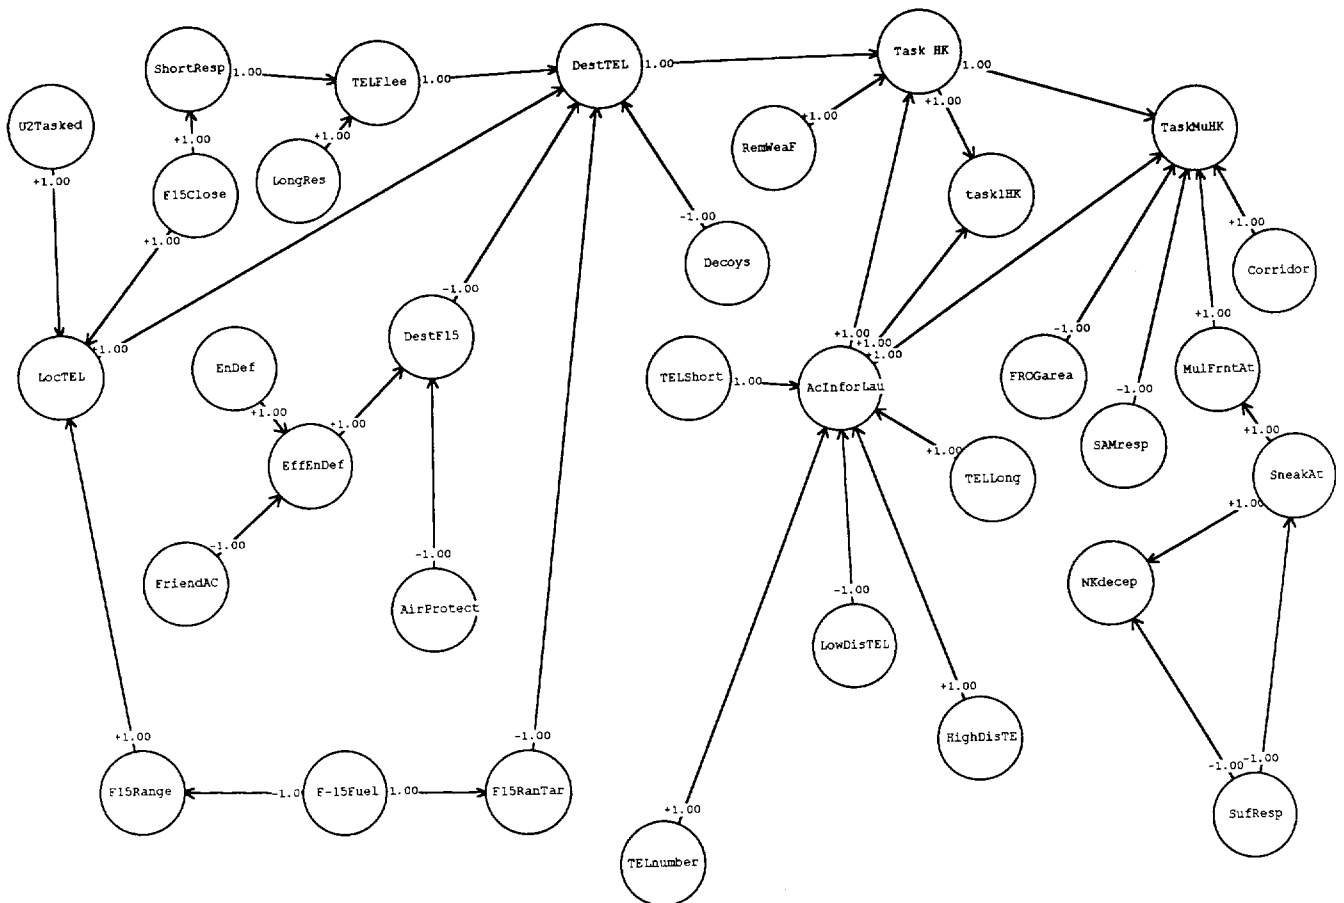 Task HK
DestTEL
1.00
1.00
ShortResp
1.00
TELFlee
1.00
+1.00
U2Tasked
TaskMuHK
+1.00
RemWeaF
+1.00
+1.00
LongRes
+1.00
F15Close
task1HK
+1.00
+1.00
-1.00
+1.00
Decoys
Corridor
-1.00
DestF15
-1.00
+1.00
+1.00
+1.00
+1.00
+1.00
LocTEL
EnDef
TELShort
1.00
AcInforLau
FROGarea
MulFrntAt
-1.00
+1.00
+1.00
+1.00
SAMresp
EffEnDef
+1.00
TELLong
SneakAt
+1.00
-1.00
-1.00
FriendAC
AirProtect
NKdecep
-1.00
LowDisTEL
+1.00
HighDisTE
+1.00
-1.00
-1.00
-1.00
F15Range
-1.0
F-15Fuel
1.00
F15RanTar
+1.00
SufResp
TELnumber